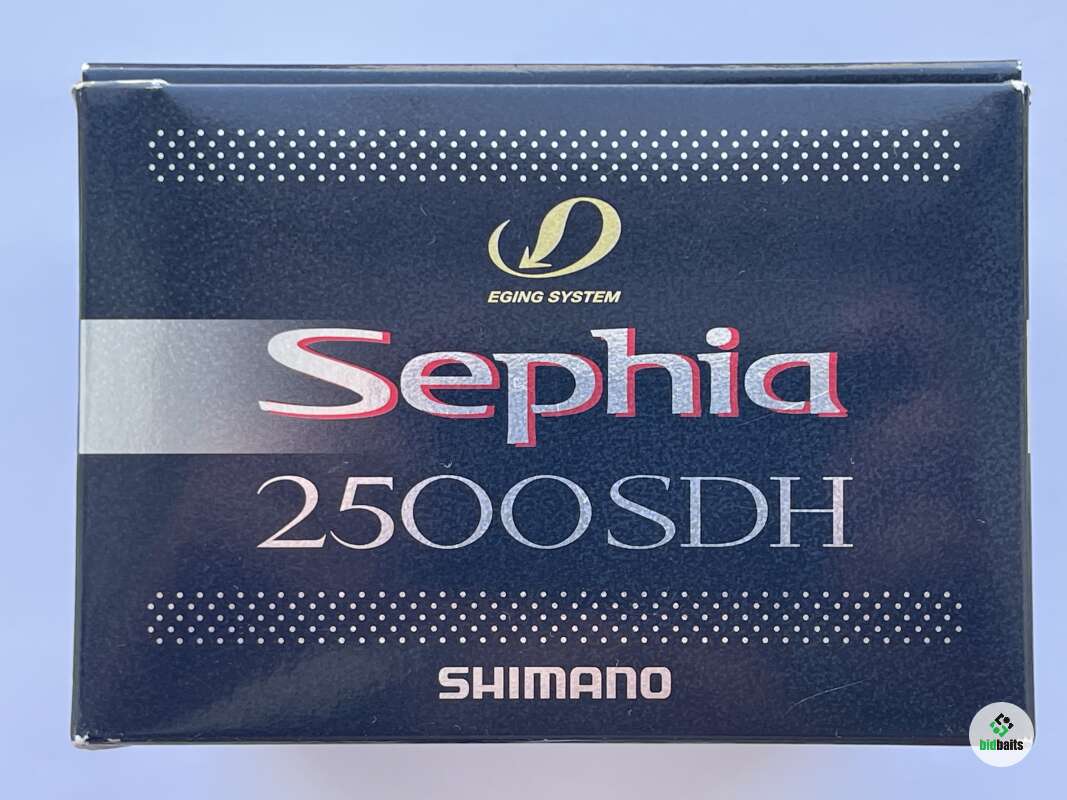 EGING SYSTEM
Sephia
2500SDH
SHIMANO
bidbaits